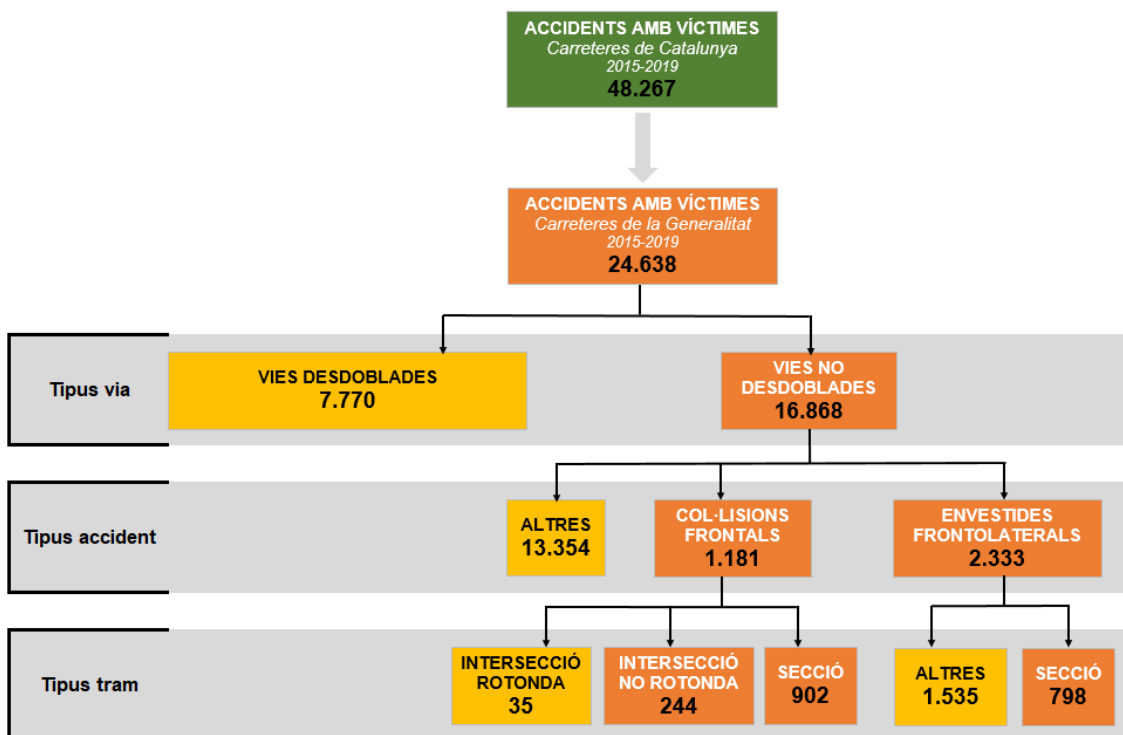 ACCIDENTS AMB VÍCTIMES
Carreteres de Catalunya
2015-2019
48.267
ACCIDENTS AMB VÍCTIMES
Carreteres de la Generalitat
2015-2019
24.638
Tipus via
VIES DESDOBLADES
7.770
VIES NO
DESDOBLADES
16.868
Tipus accident
ALTRES
13.354
COL·LISIONS
FRONTALS
1.181
ENVESTIDES
FRONTOLATERALS
2.333
Tipus tram
INTERSECCIÓ
ROTONDA
35
INTERSECCIÓ
NO ROTONDA
244
SECCIÓ
902
ALTRES
1.535
SECCIÓ
798